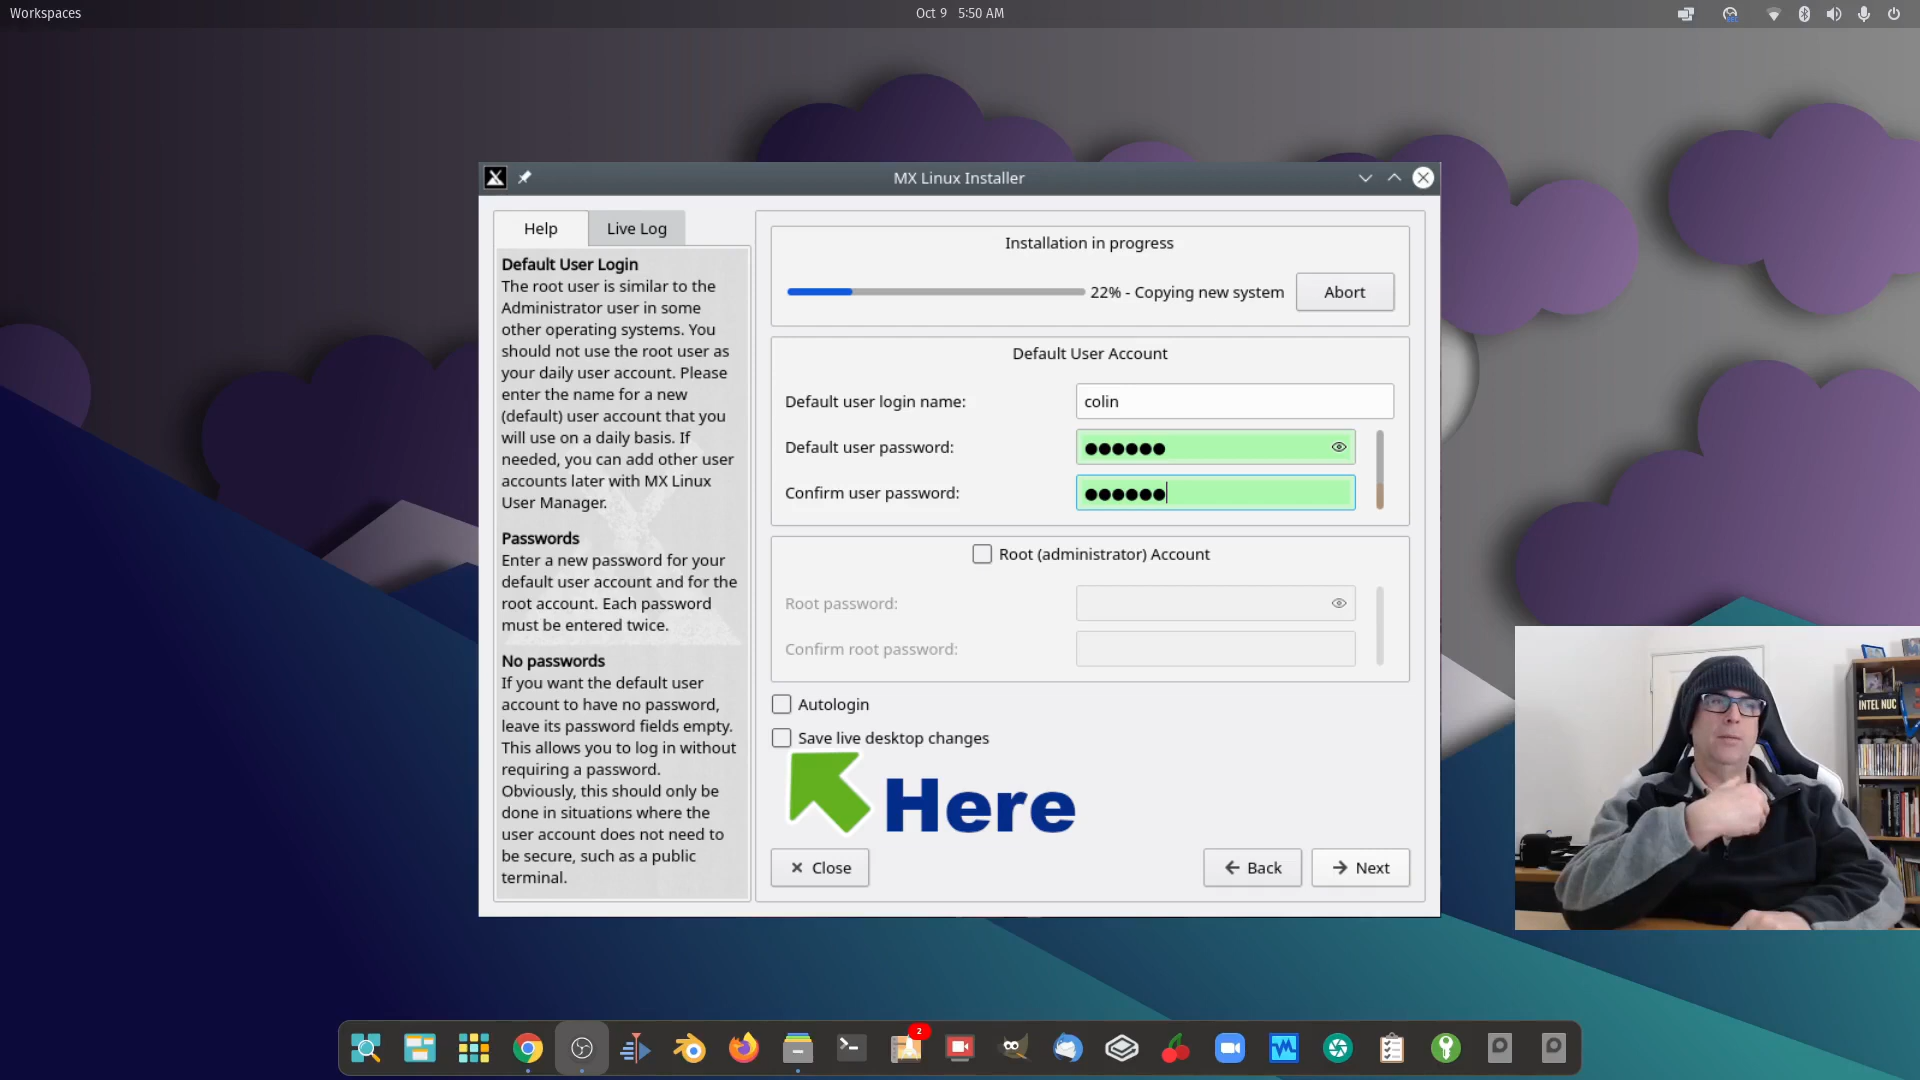 Workspaces
Oct 9 5:50 AM
MX Linux Installer
Help
Live Log
Default User Login
The root user is similar to the
Administrator user in some
other operating systems. You
should not use the root user as
your daily user account. Please
enter the name for a new
(default) user account that you
will use on a daily basis. If
needed, you can add other user
accounts later with MX Linux
User Manager.
Passwords
Enter a new password for your
default user account and for the
root account. Each password
must be entered twice.
No passwords
If you want the default user
account to have no password,
leave its password fields empty.
This allows you to log in without
requiring a password.
Obviously, this should only be
done in situations where the
user account does not need to
be secure, such as a public
terminal.
Installation in progress
22% - Copying new system
Abort
Default User Account
Default user login name:
colin
Default user password:
●●●●●●
Confirm user password:
●●●●●●
Root (administrator) Account
Root password:
Confirm root password:
Autologin
Save live desktop changes
Here
Close
Back
Next
INTEL NUC
2